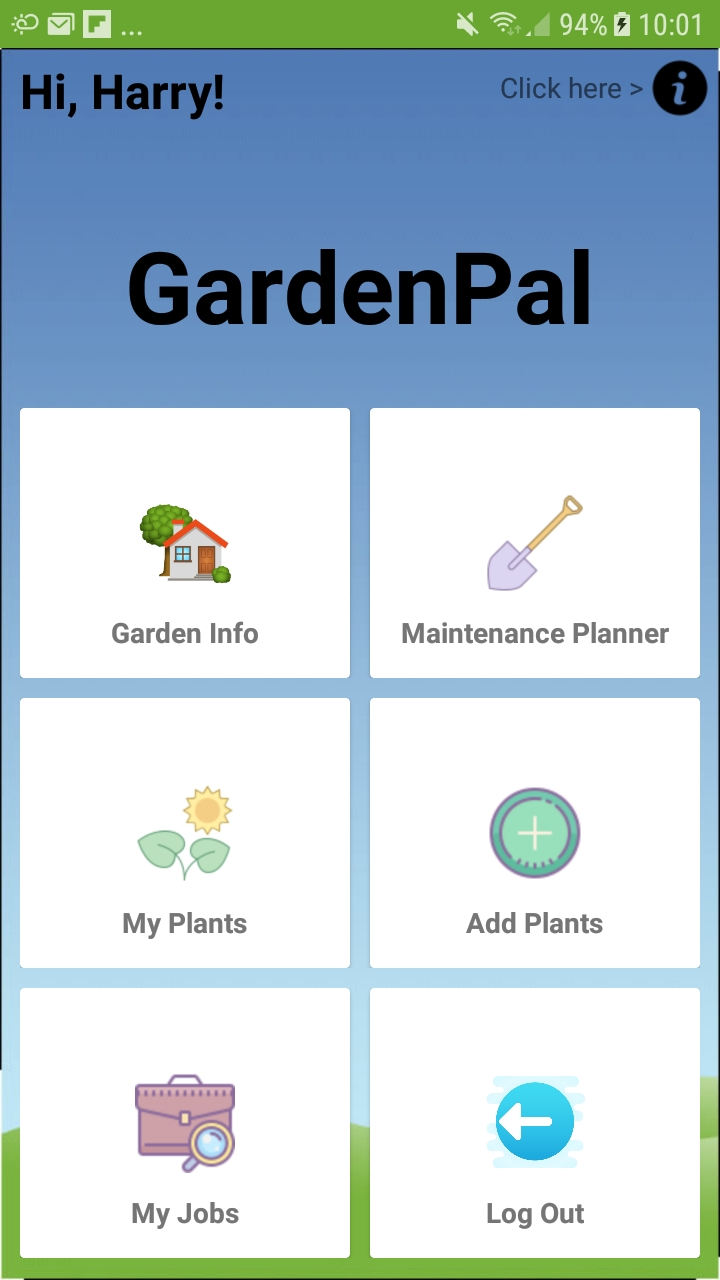 ... 94% 10:01
Hi, Harry!
Click here > i
GardenPal
Garden Info
Maintenance Planner
My Plants
Add Plants
My Jobs
Log Out